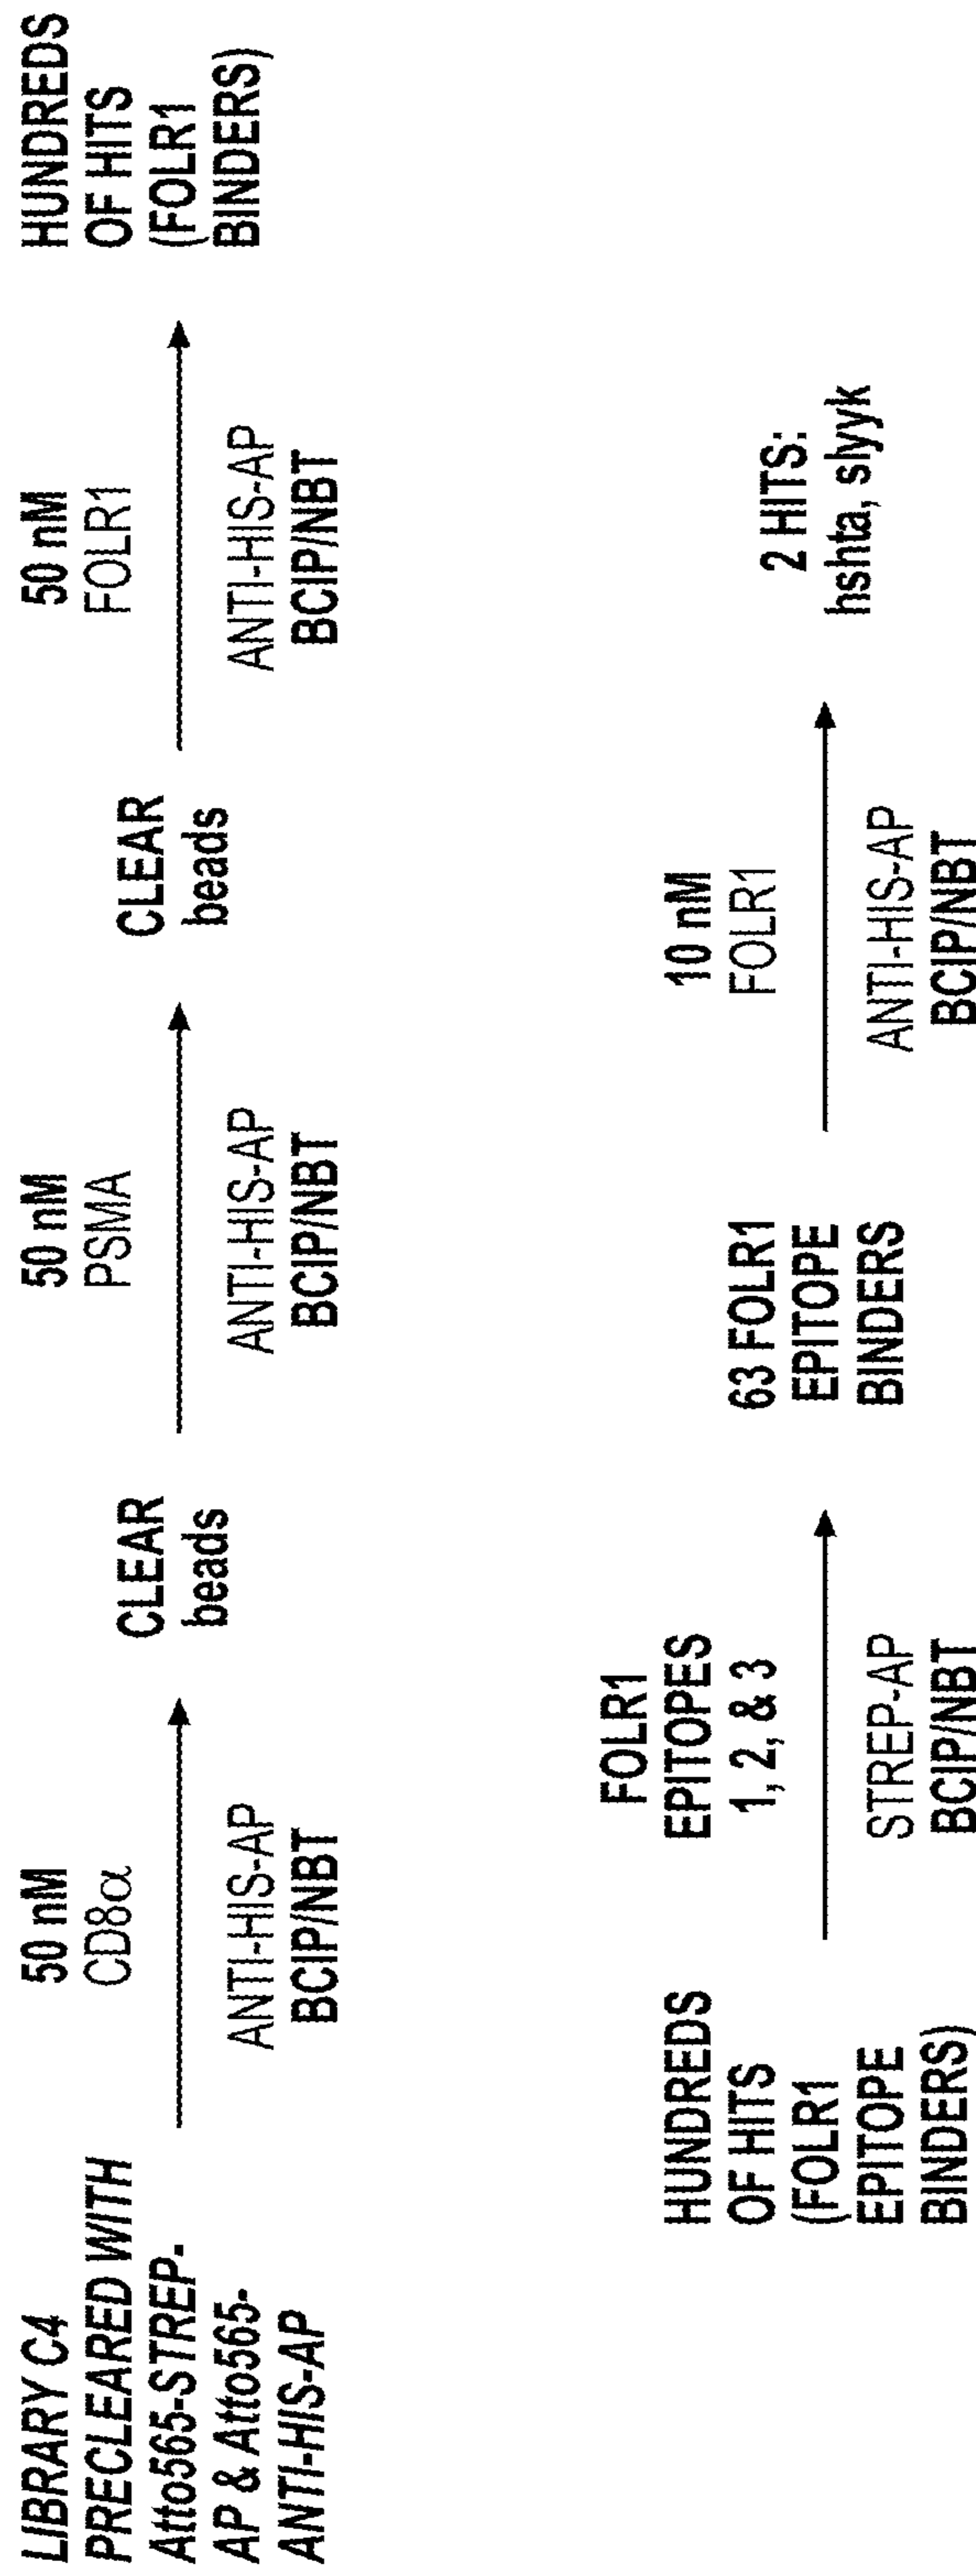 LIBRARY C4
PRECLEARED WITH
Atto565-STREP-
AP & Atto565-
ANTI-HIS-AP
50 nM
CD8α
ANTI-HIS-AP
BCIP/NBT
CLEAR
beads
50 nM
PSMA
ANTI-HIS-AP
BCIP/NBT
CLEAR
beads
50 nM
FOLR1
ANTI-HIS-AP
BCIP/NBT
HUNDREDS
OF HITS
(FOLR1
BINDERS)
HUNDREDS
OF HITS
(FOLR1
EPITOPE
BINDERS)
FOLR1
EPITOPES
1, 2, & 3
STREP-AP
BCIP/NBT
63 FOLR1
EPITOPE
BINDERS
10 nM
FOLR1
ANTI-HIS-AP
BCIP/NBT
2 HITS:
hshta, slyyk